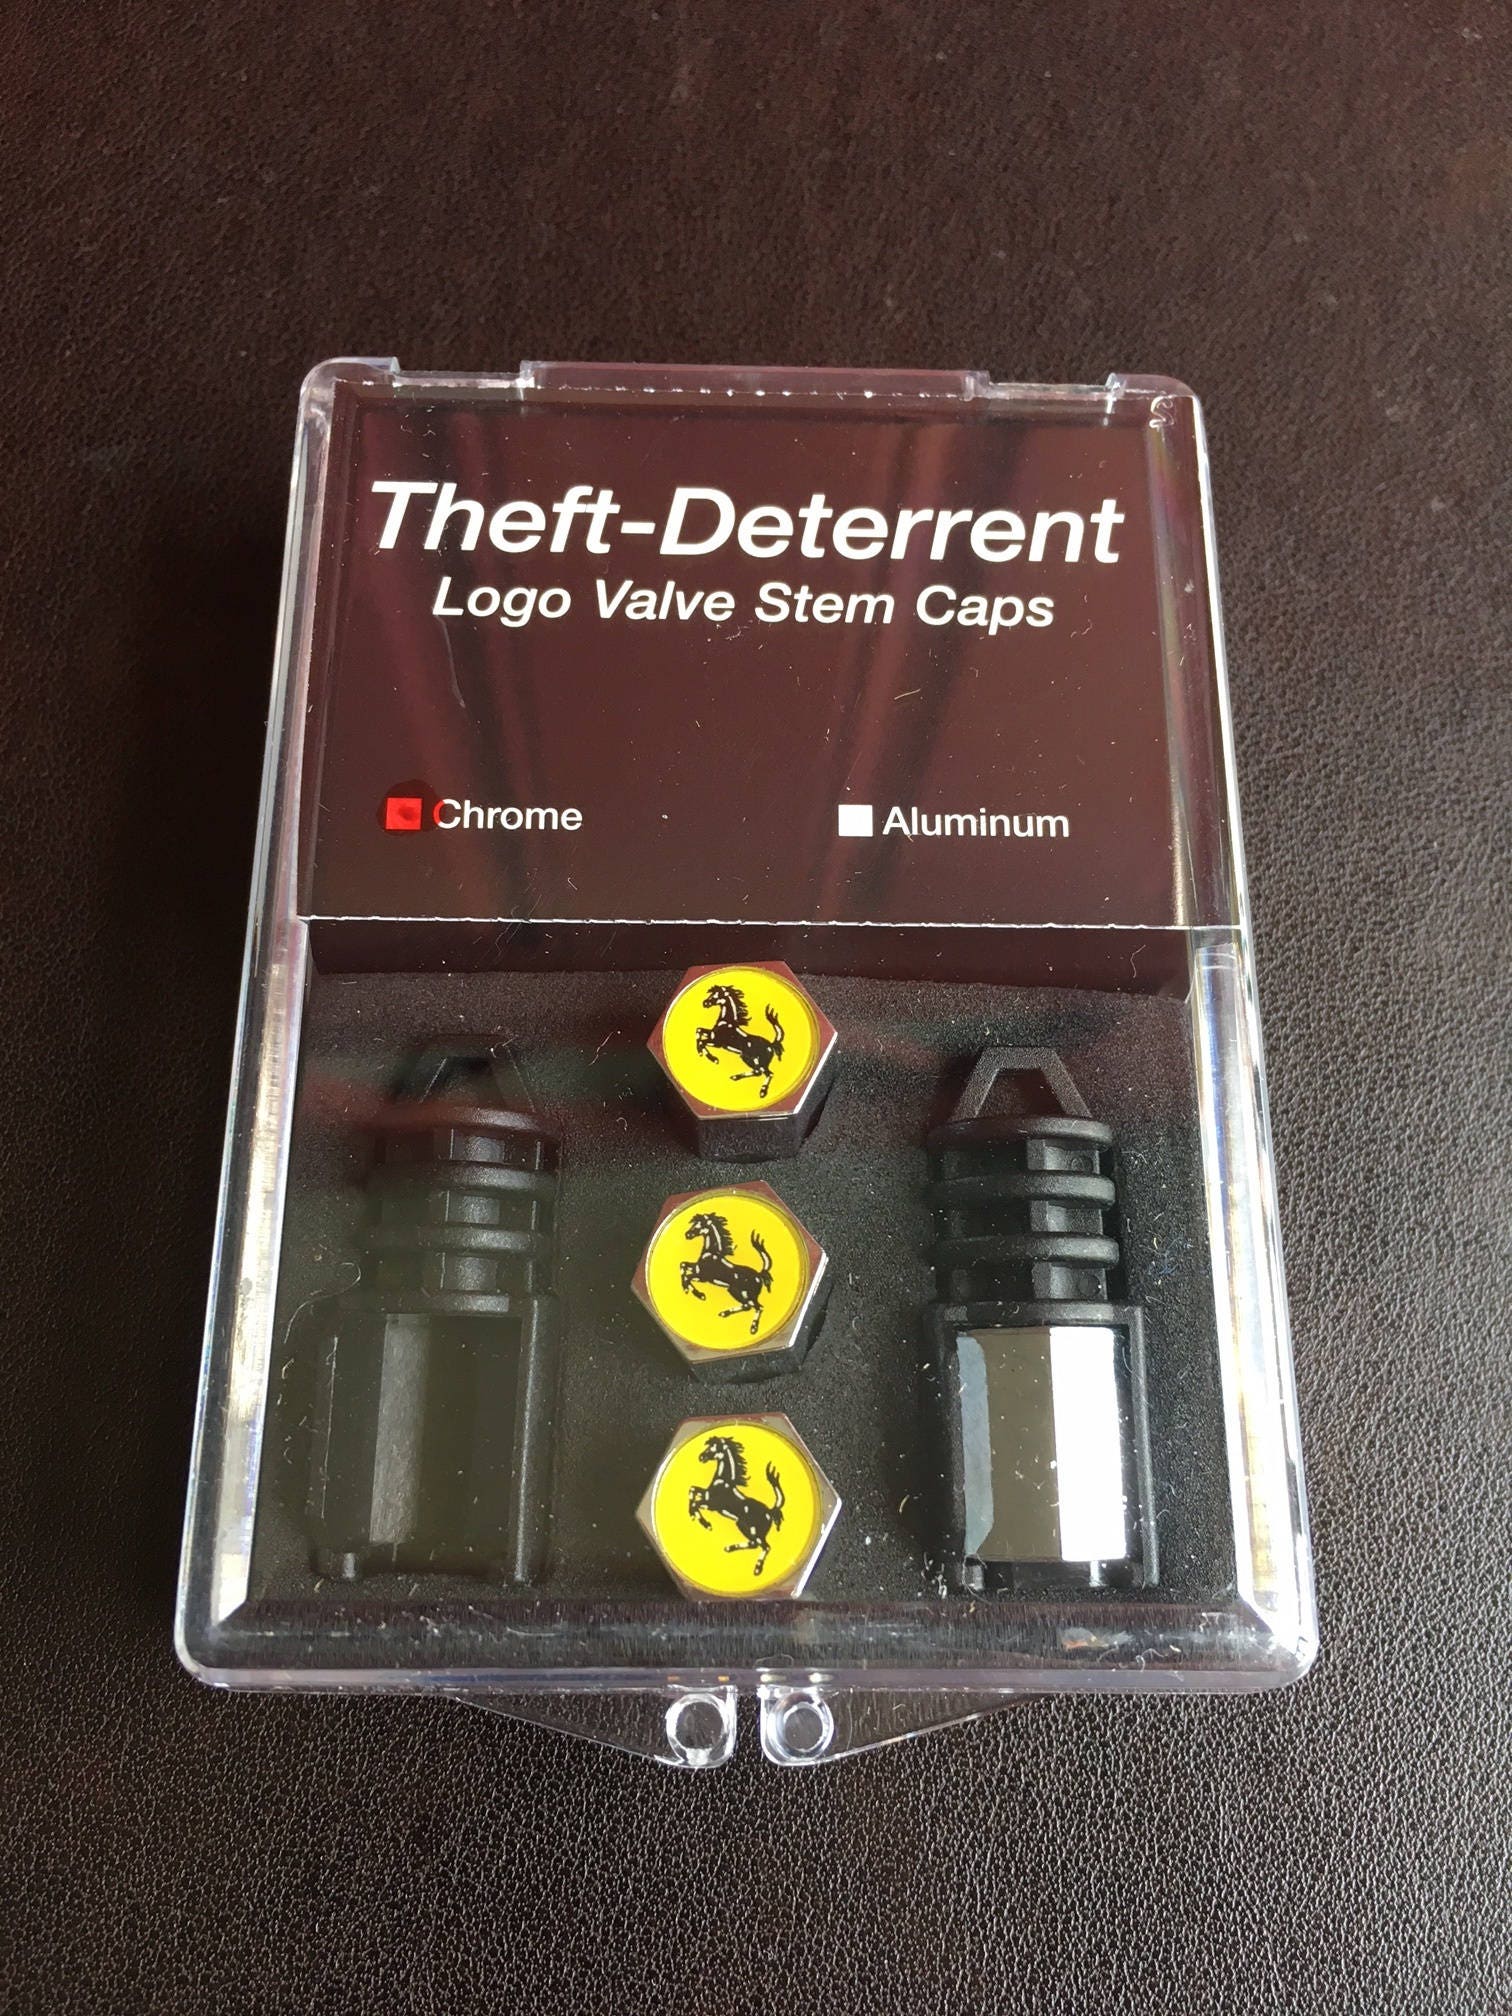 Theft-Deterrent
Logo Valve Stem Caps
Chrome
Aluminum